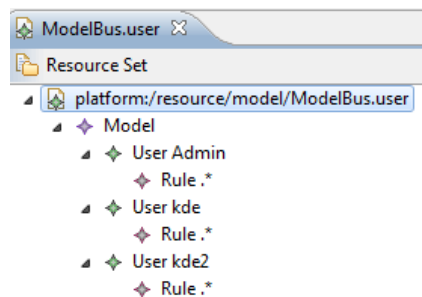 ModelBus.user
Resource Set
platform:/resource/model/ModelBus.user
Model
User Admin
Rule .*
User kde
Rule .*
User kde2
Rule .*